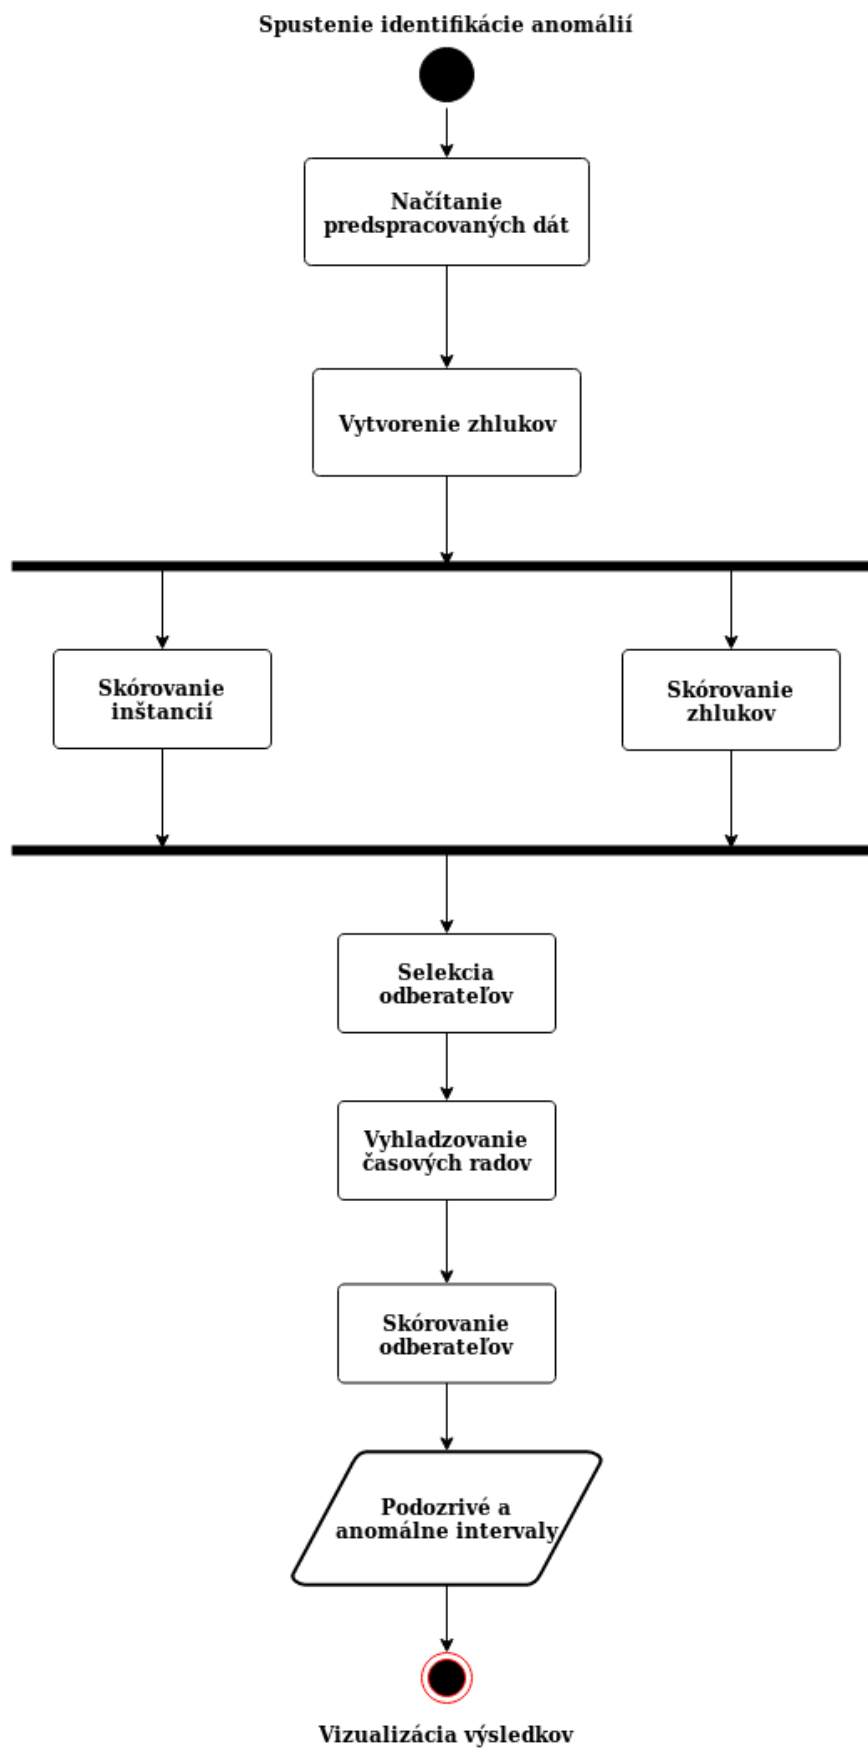 Spustenie identifikácie anomálií
Načítanie
predspracovaných dát
Vytvorenie zhlukov
Skórovanie
inštancií
Skórovanie
zhlukov
Selekcia
odberateľov
Vyhladzovanie
časových radov
Skórovanie
odberateľov
Podozrivé a
anomálne intervaly
Vizualizácia výsledkov